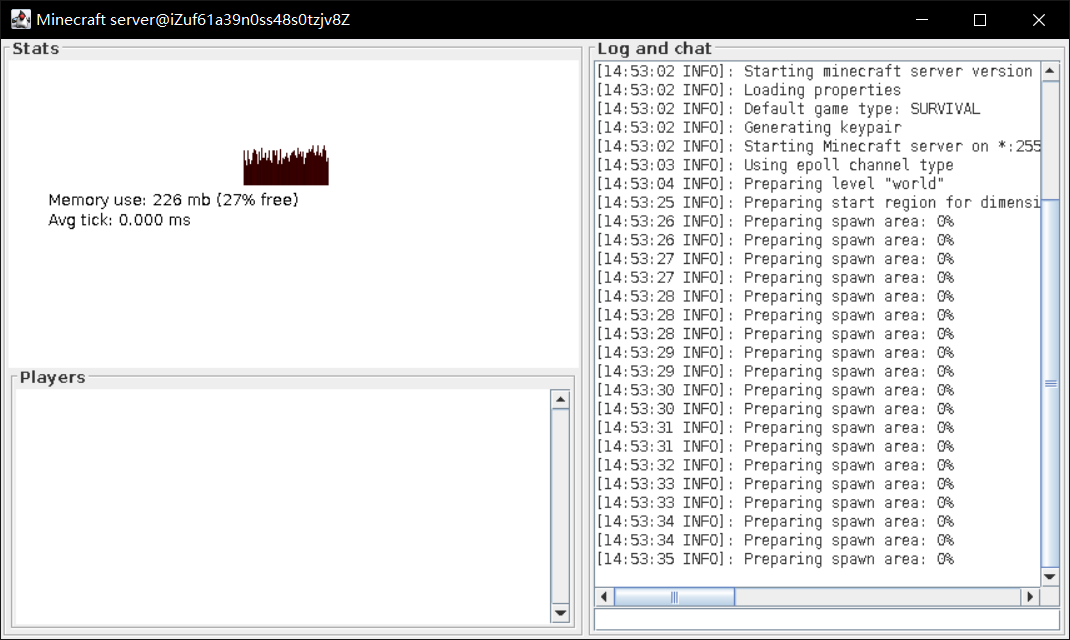 Minecraft server@iZuf61a39n0ss48s0tzjv8Z
Stats
Memory use: 226 mb (27% free)
Avg tick: 0.000 ms
Players
Log and chat
[14:53:02 INFO]: Starting minecraft server version
[14:53:02 INFO]: Loading properties
[14:53:02 INFO]: Default game type: SURVIVAL
[14:53:02 INFO]: Generating keypair
[14:53:02 INFO]: Starting Minecraft server on *:255
[14:53:03 INFO]: Using epoll channel type
[14:53:04 INFO]: Preparing level "world"
[14:53:25 INFO]: Preparing start region for dimensi
[14:53:26 INFO]: Preparing spawn area: 0%
[14:53:26 INFO]: Preparing spawn area: 0%
[14:53:27 INFO]: Preparing spawn area: 0%
[14:53:27 INFO]: Preparing spawn area: 0%
[14:53:28 INFO]: Preparing spawn area: 0%
[14:53:28 INFO]: Preparing spawn area: 0%
[14:53:28 INFO]: Preparing spawn area: 0%
[14:53:29 INFO]: Preparing spawn area: 0%
[14:53:29 INFO]: Preparing spawn area: 0%
[14:53:30 INFO]: Preparing spawn area: 0%
[14:53:30 INFO]: Preparing spawn area: 0%
[14:53:31 INFO]: Preparing spawn area: 0%
[14:53:31 INFO]: Preparing spawn area: 0%
[14:53:32 INFO]: Preparing spawn area: 0%
[14:53:33 INFO]: Preparing spawn area: 0%
[14:53:33 INFO]: Preparing spawn area: 0%
[14:53:34 INFO]: Preparing spawn area: 0%
[14:53:34 INFO]: Preparing spawn area: 0%
[14:53:35 INFO]: Preparing spawn area: 0%